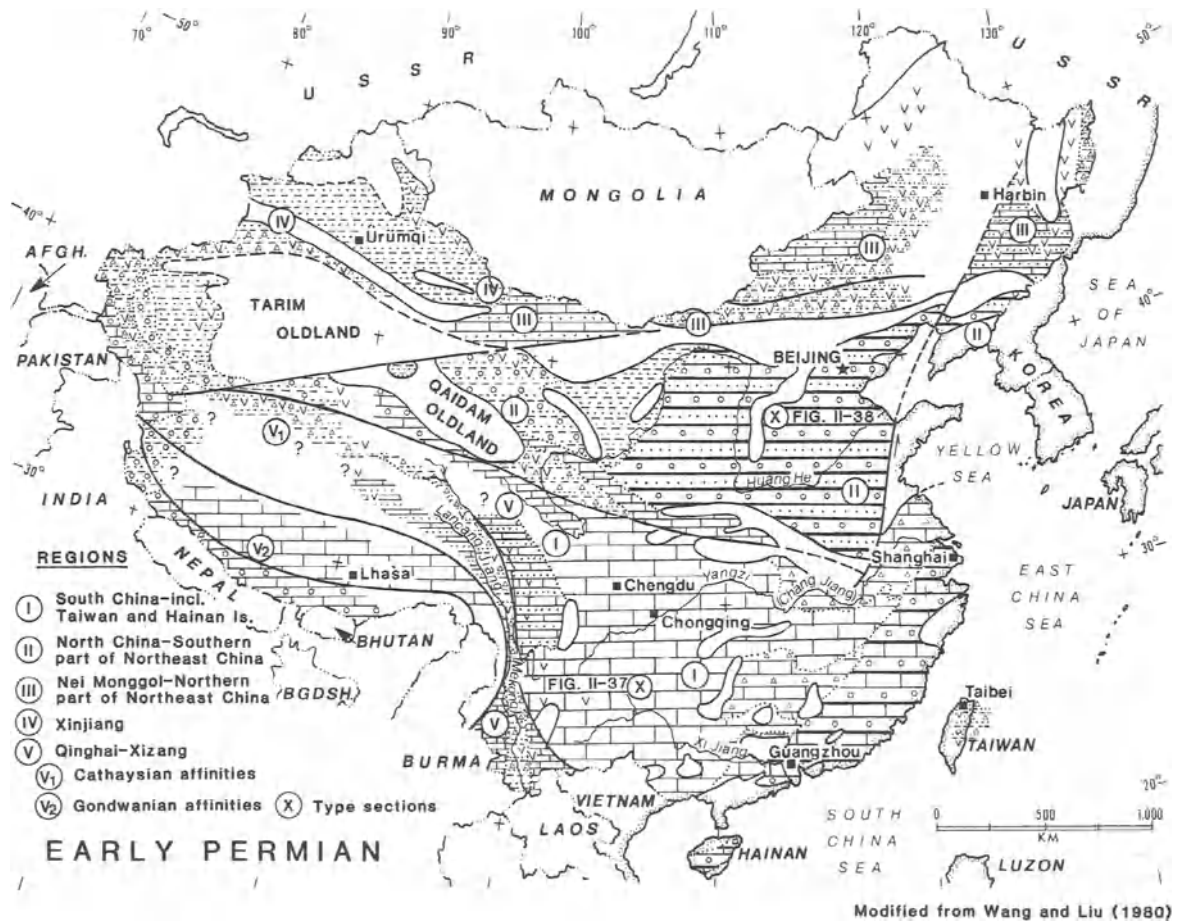 70°
-50°
80°
90°
100°
110°
120°
130°
50°
U S S R
U S S R
MONGOLIA
Harbin
III
-40°
IV
Urumqi
III
AFGH.
IV
III
SEA
OF
JAPAN
40°
TARIM
OLDLAND
III
II
PAKISTAN
BEIJING
KOREA
QAIDAM
OLDLAND
II
X FIG. II-38
?
V1
?
?
-30°
YELLOW
SEA
?
Huang He
II
INDIA
?
V
JAPAN
Lancang Jiang
I
REGIONS
NEPAL
V2
Shanghai
30°
Lhasa
Chengdu
Yangzi
(Chang Jiang)
EAST
CHINA
SEA
Chongqing
I South China-incl.
Taiwan and Hainan Is.
BHUTAN
II North China-Southern
part of Northeast China
BGDSH.
Mekong
FIG. II-37 X
I
III Nei Monggol-Northern
part of Northeast China
Taibei
IV Xinjiang
V
V Qinghai-Xizang
Xi Jiang
TAIWAN
Guangzhou
BURMA
V1 Cathaysian affinities
20°
VIETNAM
V2 Gondwanian affinities X Type sections
LAOS
SOUTH
CHINA
SEA
0 500 1,000
KM
EARLY PERMIAN
HAINAN
LUZON
Modified from Wang and Liu (1980)